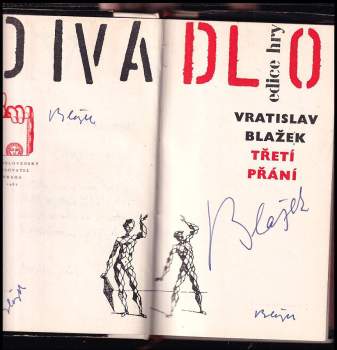 DIVADLO
edice hry
VRATISLAV
BLAŽEK
TŘETÍ
PŘÁNÍ
Blažek
Blažek
Blažek
Blažek